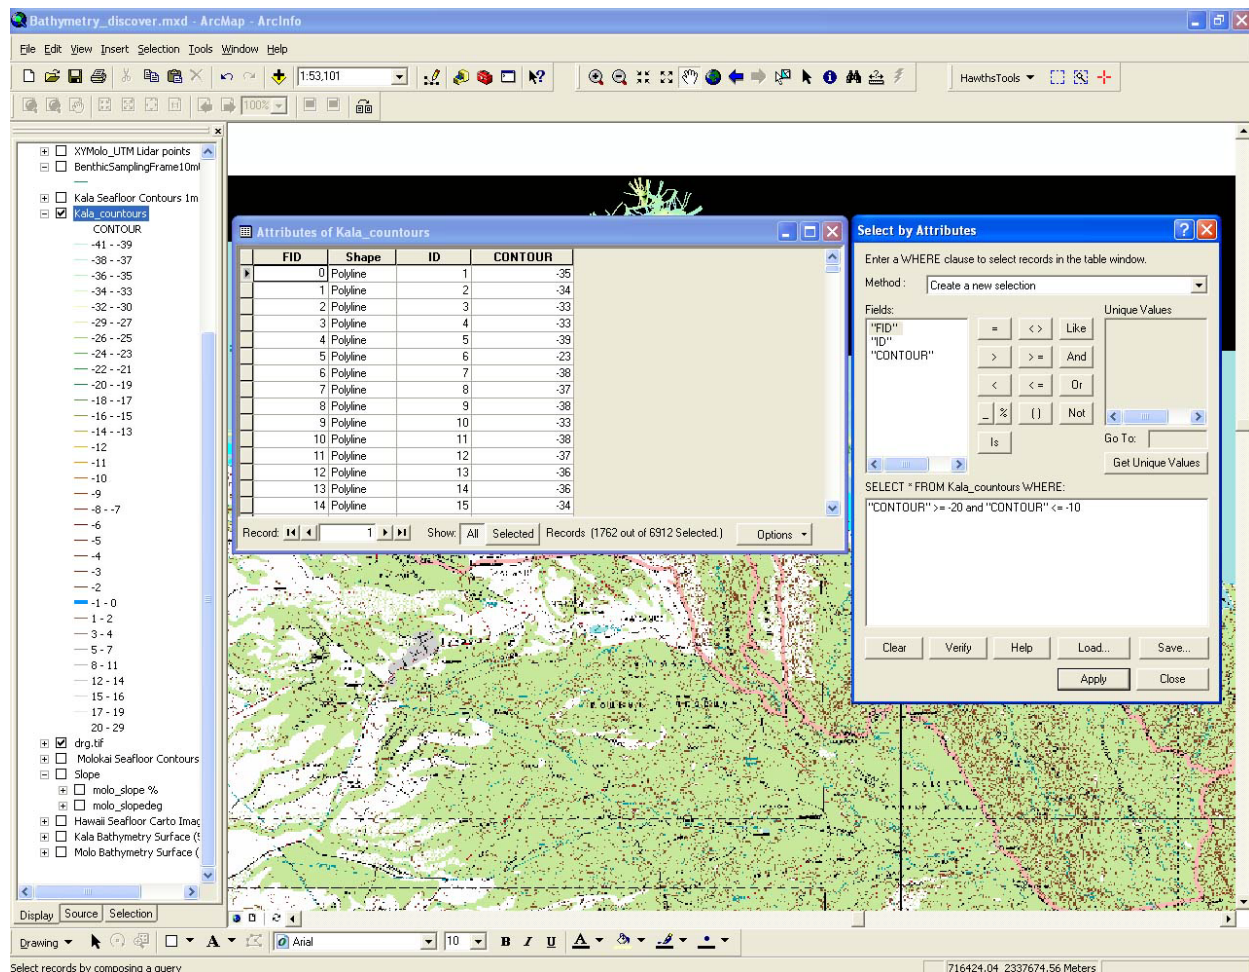 Bathymetry_discover.mxd - ArcMap - ArcInfo
File Edit View Insert Selection Tools Window Help
1:53,101
HawthsTools
100%
XYMolo_UTM Lidar points
BenthicSamplingFrame10m
Kala Seafloor Contours 1m
Kala_countours
CONTOUR
-41 - -39
-38 - -37
-36 - -35
-34 - -33
-32 - -30
-29 - -27
-26 - -25
-24 - -23
-22 - -21
-20 - -19
-18 - -17
-16 - -15
-14 - -13
-12
-11
-10
-9
-8 - -7
-6
-5
-4
-3
-2
-1 - 0
1 - 2
3 - 4
5 - 7
8 - 11
12 - 14
15 - 16
17 - 19
20 - 29
drg.tif
Molokai Seafloor Contours
Slope
molo_slope %
molo_slopedeg
Hawaii Seafloor Carto Imag
Kala Bathymetry Surface (5
Molo Bathymetry Surface (
Display Source Selection
Attributes of Kala_countours
FID Shape ID CONTOUR
0 Polyline 1 -35
1 Polyline 2 -34
2 Polyline 3 -33
3 Polyline 4 -33
4 Polyline 5 -39
5 Polyline 6 -23
6 Polyline 7 -38
7 Polyline 8 -37
8 Polyline 9 -38
9 Polyline 10 -33
10 Polyline 11 -38
11 Polyline 12 -37
12 Polyline 13 -36
13 Polyline 14 -36
14 Polyline 15 -34
Record: 1 Show: All Selected Records (1762 out of 6912 Selected.) Options
Select by Attributes
Enter a WHERE clause to select records in the table window.
Method : Create a new selection
Fields: Unique Values
"FID"
"ID"
"CONTOUR"
= < > Like
> > = And
< < = Or
_ % ( ) Not
Is
Go To:
Get Unique Values
SELECT * FROM Kala_countours WHERE:
"CONTOUR" >= -20 and "CONTOUR" <= -10
Clear Verify Help Load... Save...
Apply Close
Drawing A Arial 10 B I U A
Select records by composing a query
716424.04 2337674.56 Meters